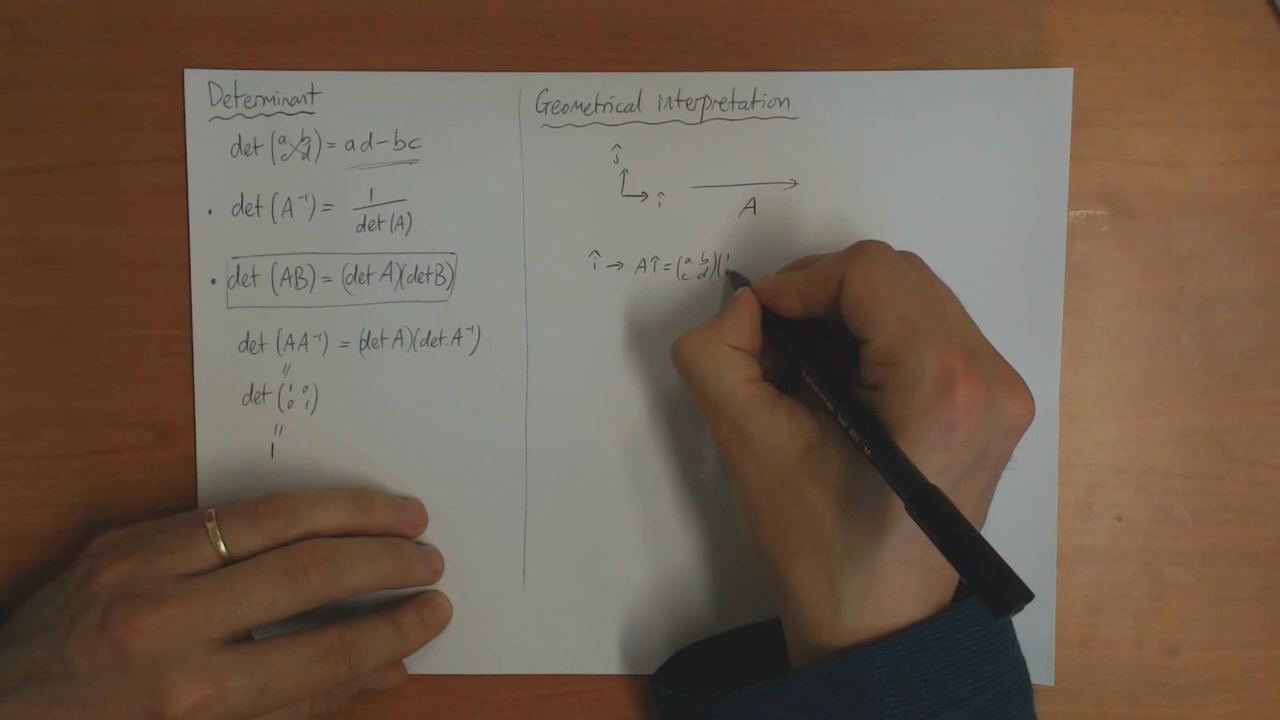 Determinant
det (a b c d) = ad-bc
. det (A⁻¹) = 1/det(A)
. det (AB) = (det A)(det B)
det (AA⁻¹) = (det A)(det A⁻¹)
"
det (1 0 0 1)
"
1
Geometrical interpretation
ĵ
î
A
î → Aî = (a b c d)(1